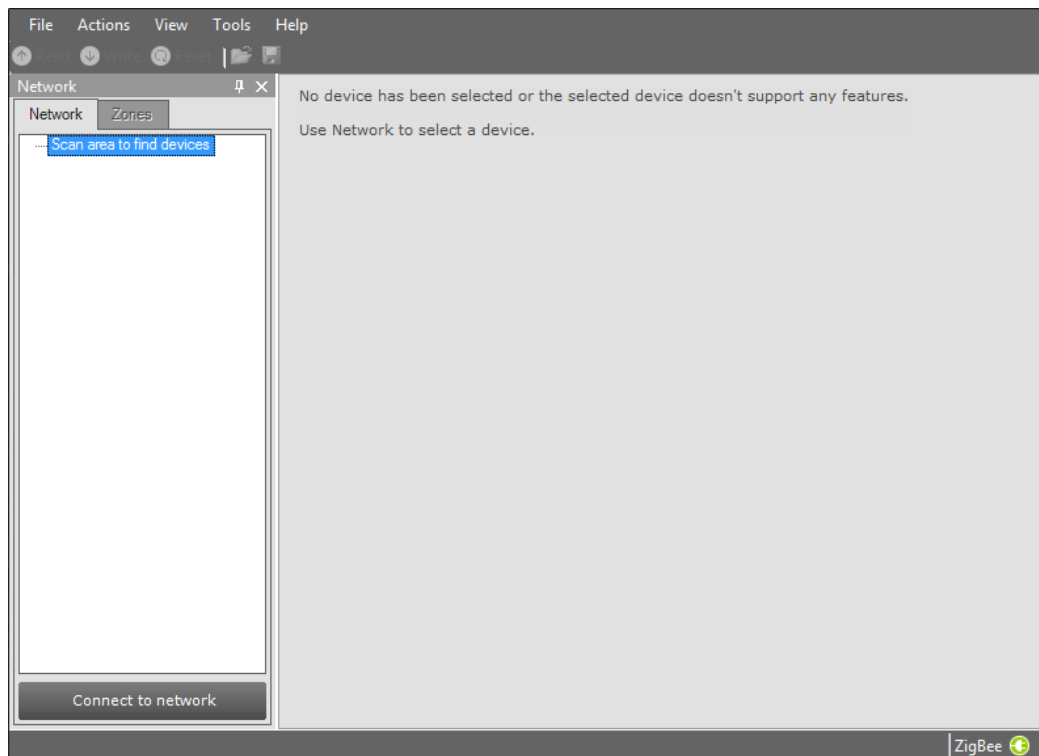 File Actions View Tools Help
Read Write Reset
Network
Network Zones
Scan area to find devices
Connect to network
No device has been selected or the selected device doesn't support any features.
Use Network to select a device.
ZigBee